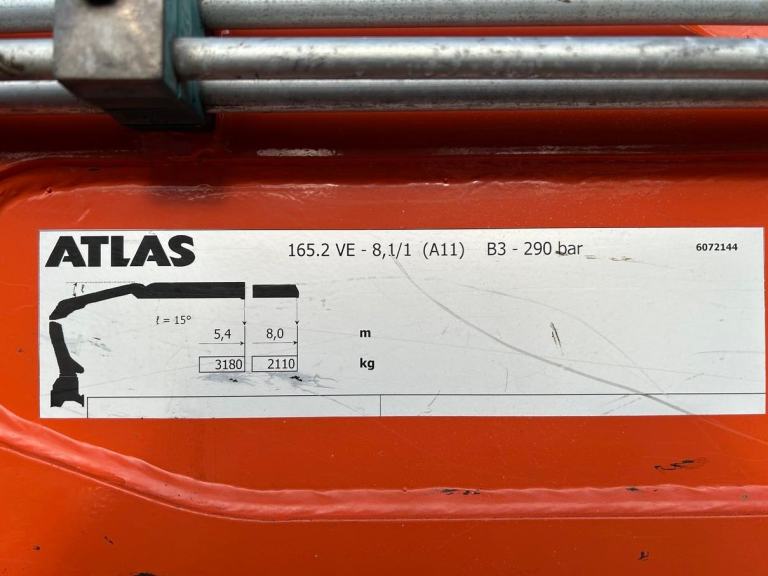 ATLAS 165.2 VE - 8,1/1 (A11) B3 - 290 bar 6072144
ℓ
ℓ = 15°
5,4 8,0 m
3180 2110 kg